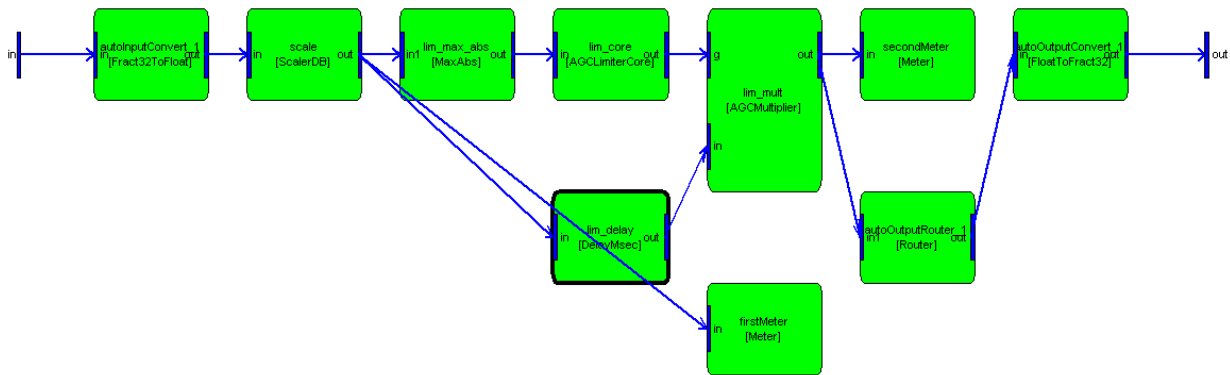 in
autoInputConvert_1
in out
[Fract32ToFloat]
scale
in out
[ScalerDB]
lim_max_abs
in1 out
[MaxAbs]
lim_core
in out
[AGCLimiterCore]
g out
lim_mult
[AGCMultiplier]
in
secondMeter
in
[Meter]
autoOutputConvert_1
in out
[FloatToFract32]
out
lim_delay
in out
[DelayMsec]
autoOutputRouter_1
in1 out
[Router]
firstMeter
in
[Meter]